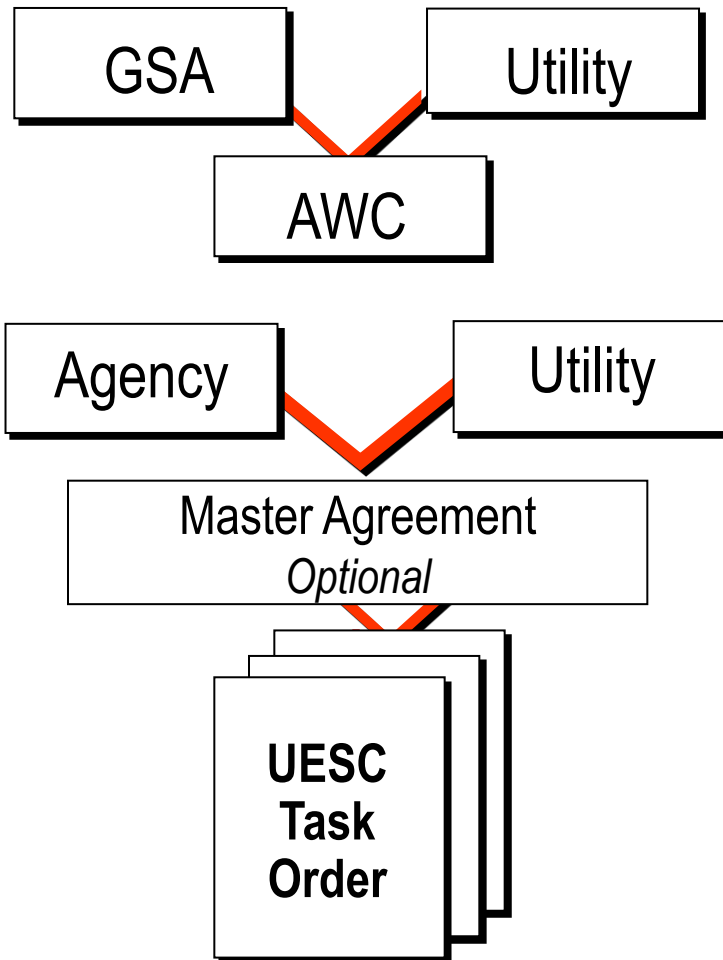 GSA
Utility
AWC
Agency
Utility
Master Agreement
Optional
UESC
Task
Order